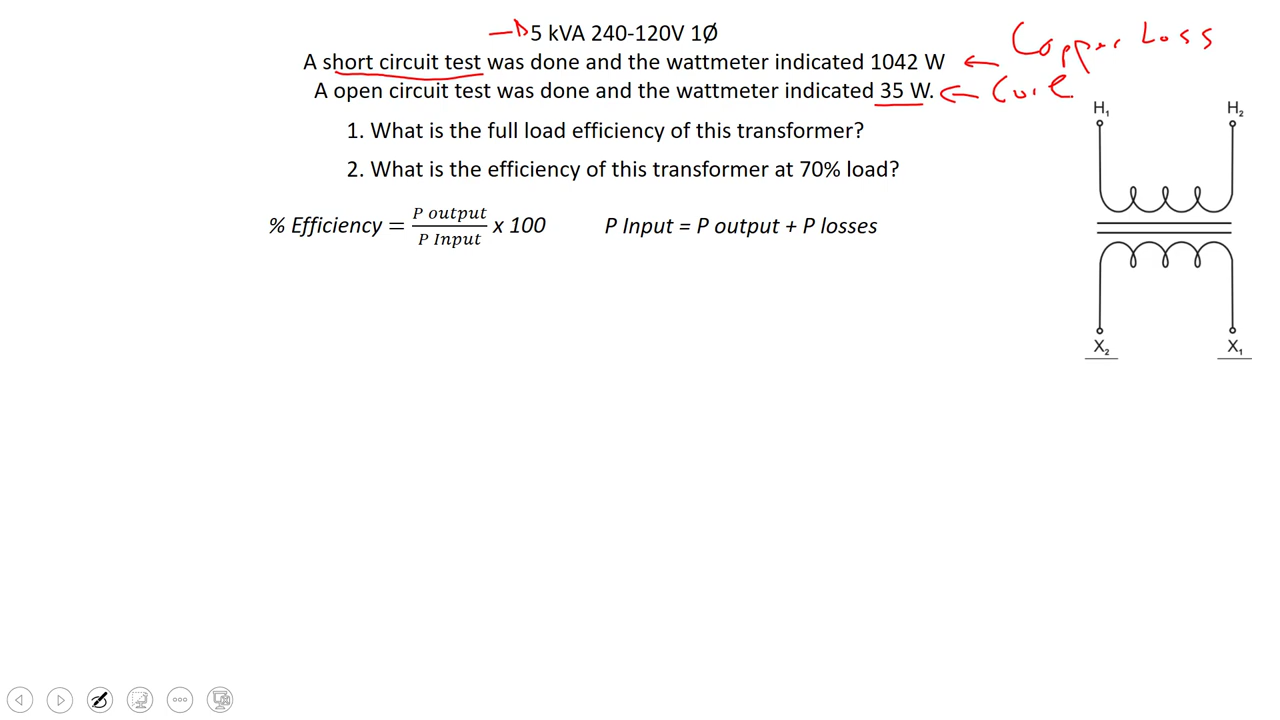 5 kVA 240-120V 1Ø
A short circuit test was done and the wattmeter indicated 1042 W
Copper Loss
A open circuit test was done and the wattmeter indicated 35 W.
Core
1. What is the full load efficiency of this transformer?
2. What is the efficiency of this transformer at 70% load?
% Efficiency = P output / P Input x 100
P Input = P output + P losses
H₁ H₂
X₂ X₁